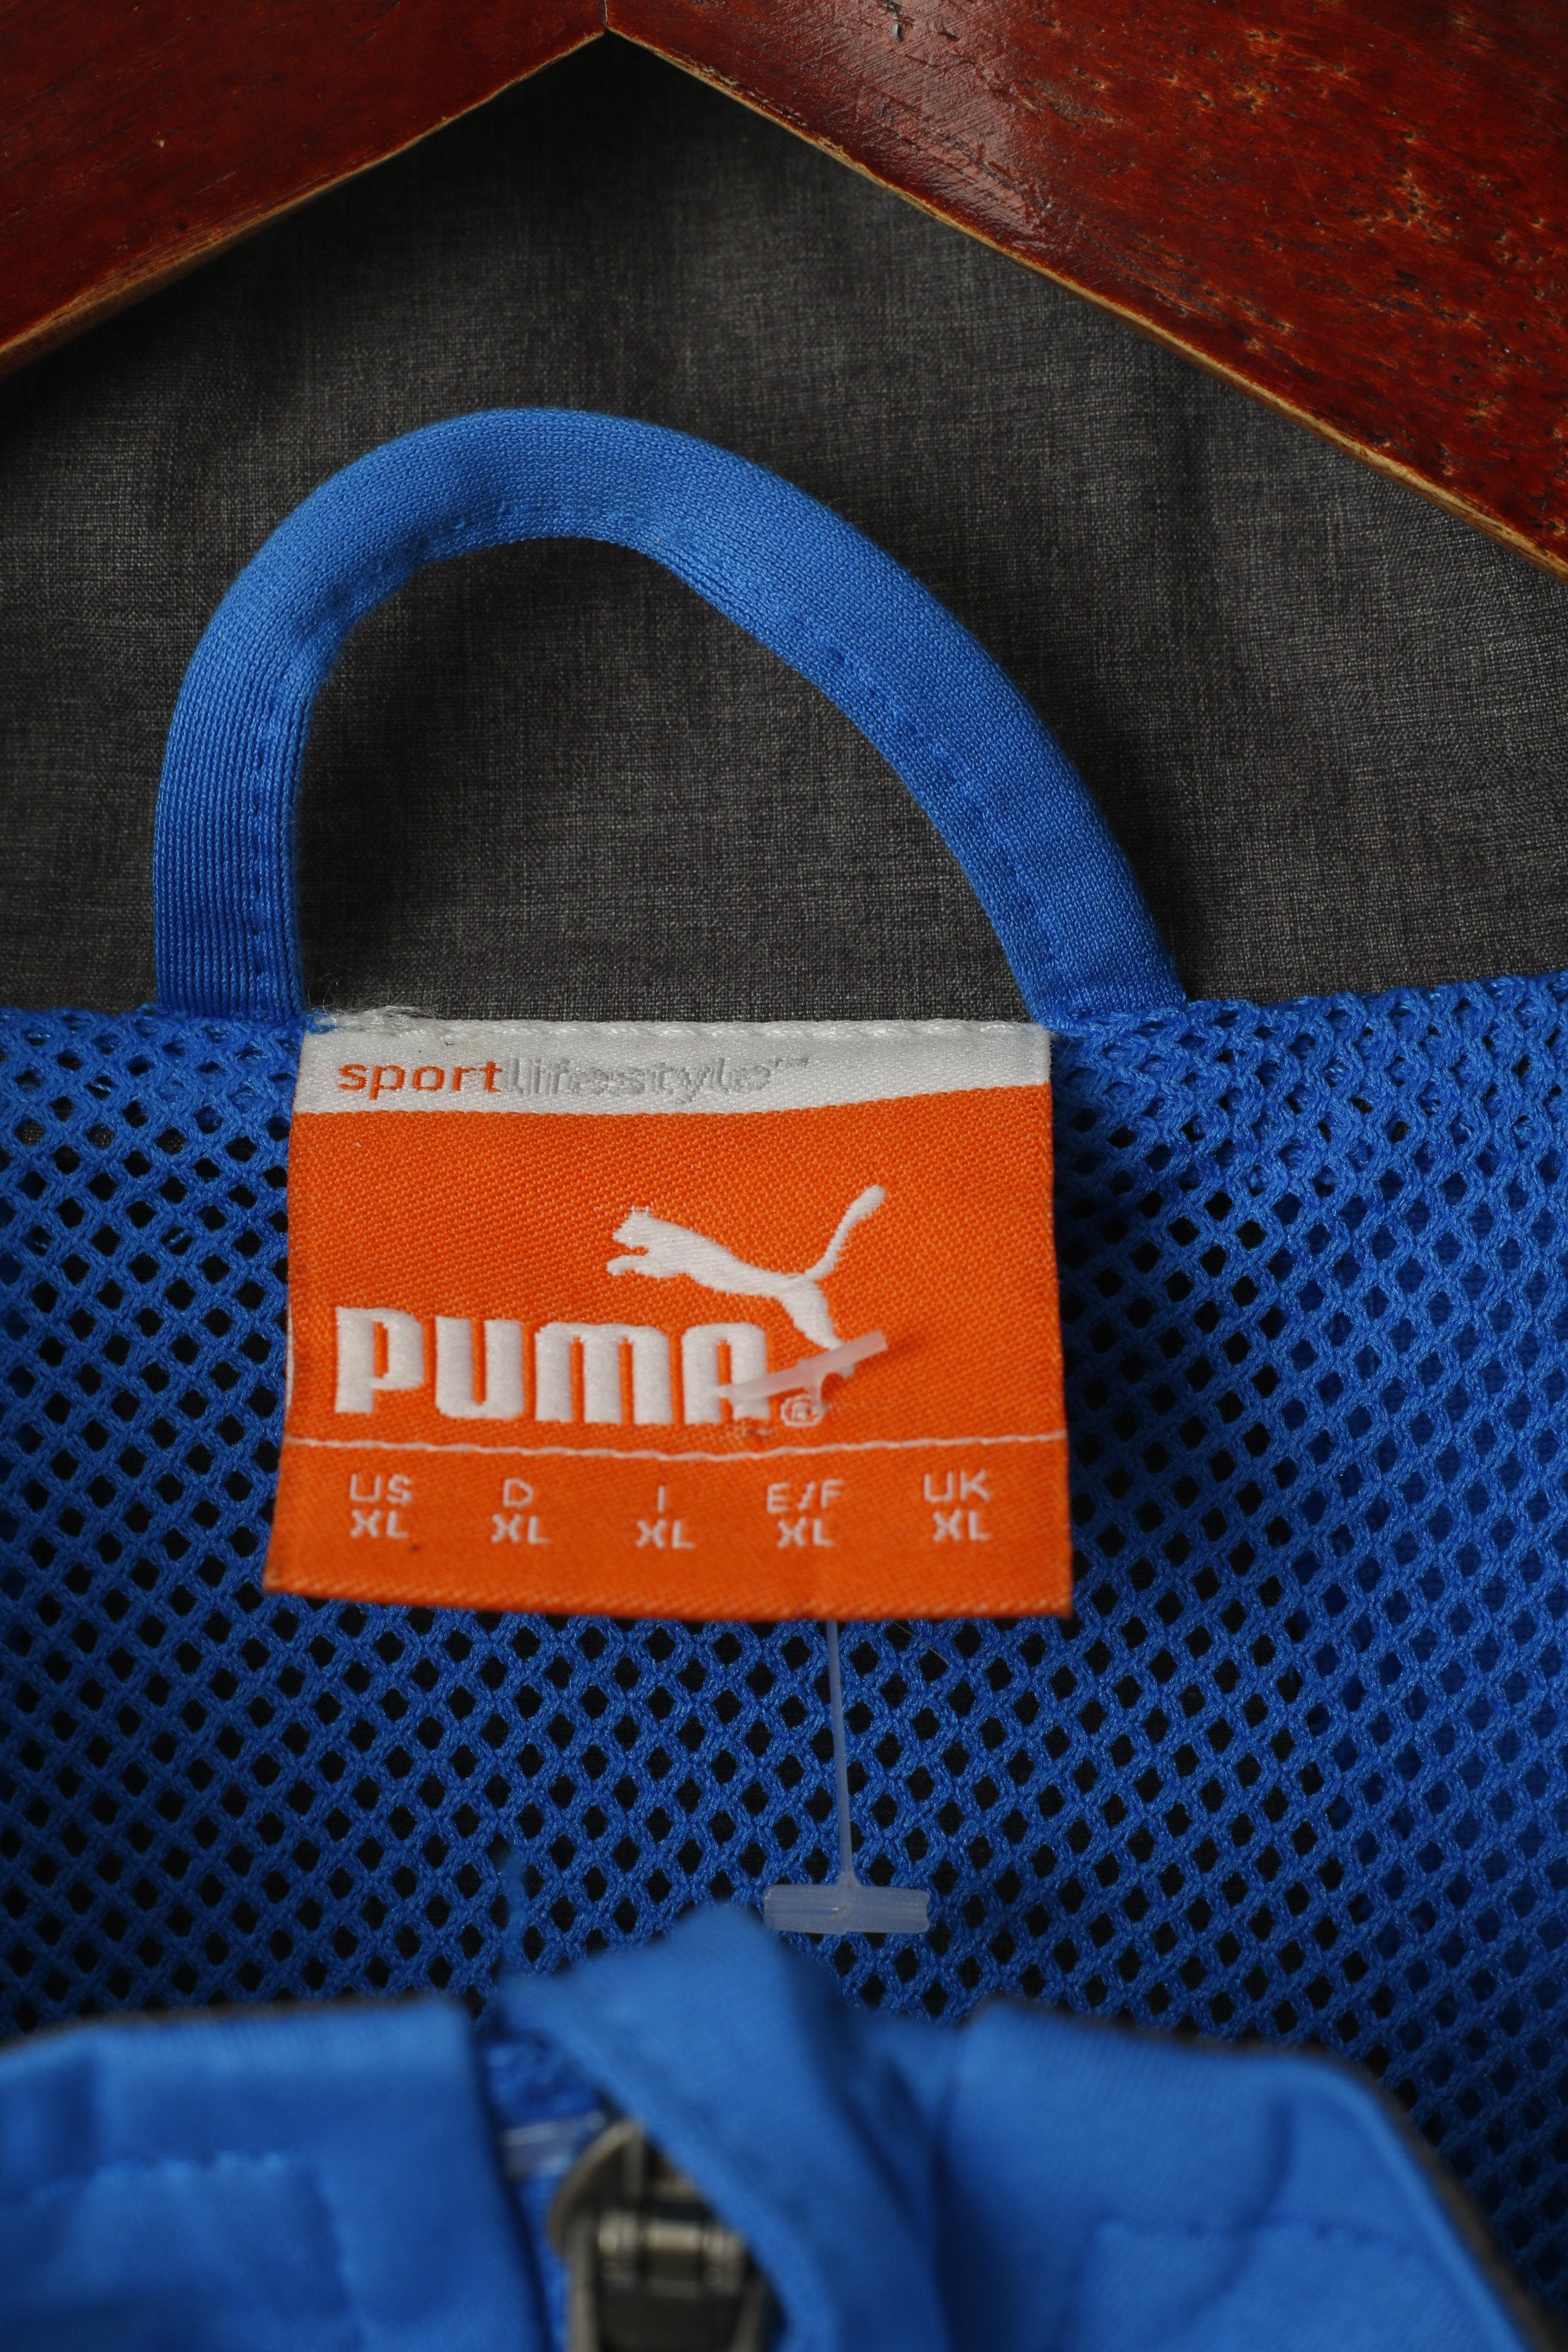 sportlifestyle™
PUMA®
US D I E/F UK
XL XL XL XL XL